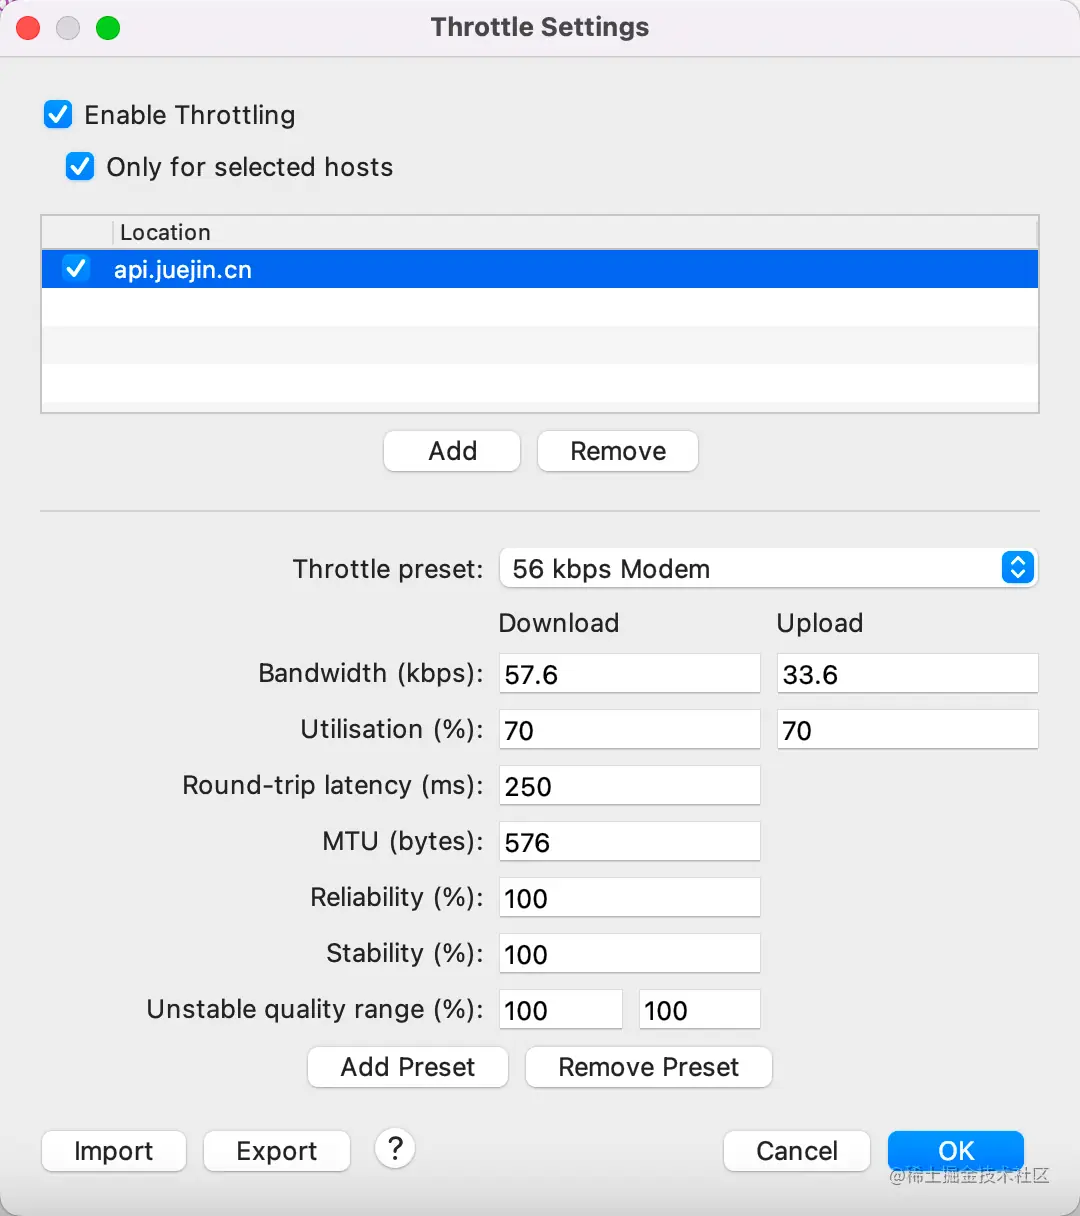 Throttle Settings
Enable Throttling
Only for selected hosts
Location
api.juejin.cn
Add Remove
Throttle preset: 56 kbps Modem
Download Upload
Bandwidth (kbps): 57.6 33.6
Utilisation (%): 70 70
Round-trip latency (ms): 250
MTU (bytes): 576
Reliability (%): 100
Stability (%): 100
Unstable quality range (%): 100 100
Add Preset Remove Preset
Import Export ? Cancel OK
@稀土掘金技术社区